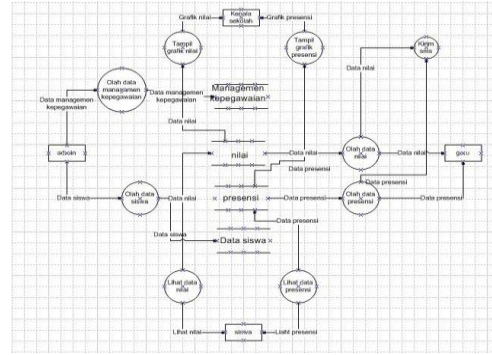 Grafik nilai
Kepala
sekolah
Grafik presensi
Tampil
grafik nilai
Tampil
grafik
presensi
Kirim
sms
Olah data
managamen
kepegawaian
Data managemen
kepegawaian
Data managemen
kepegawaian
Managemen
kepegawaian
Data nilai
Data nilai
admin
nilai
Data nilai
Olah data
nilai
Data nilai
guru
Data presensi
Data presensi
Data siswa
Olah data
siswa
Data nilai
presensi
Data presensi
Olah data
presensi
Data presensi
Data presensi
Data siswa
Data siswa
Lihat data
nilai
Lihat data
presensi
Lihat nilai
siswa
Liaht presensi